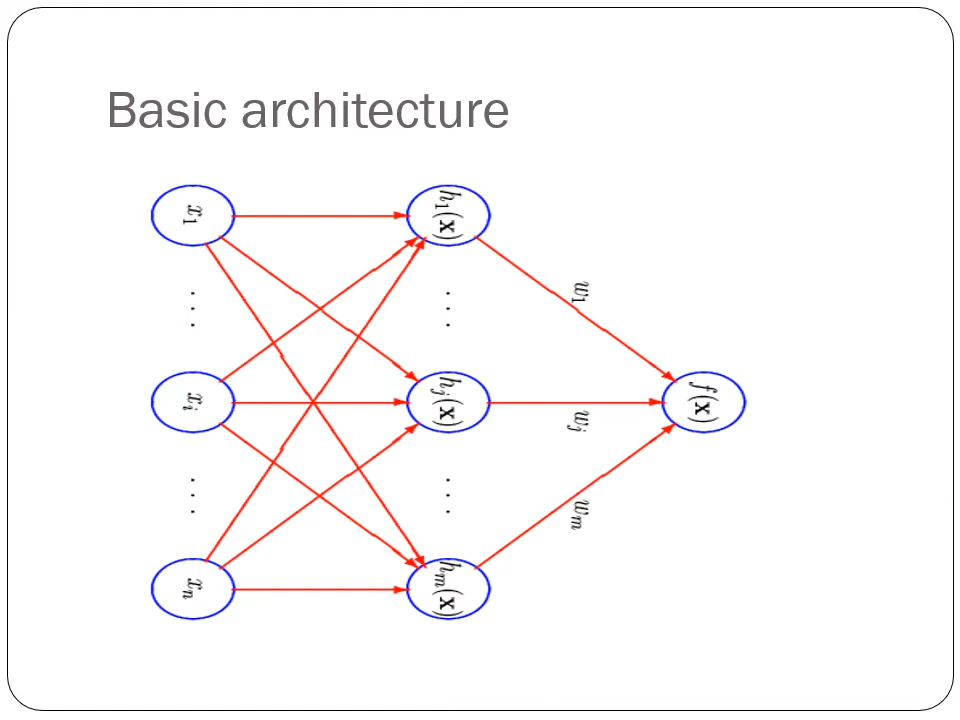 Basic architecture
x₁
h₁(x)
w₁
. . .
. . .
xᵢ
hⱼ(x)
wⱼ
f(x)
. . .
. . .
wₘ
xₙ
hₘ(x)